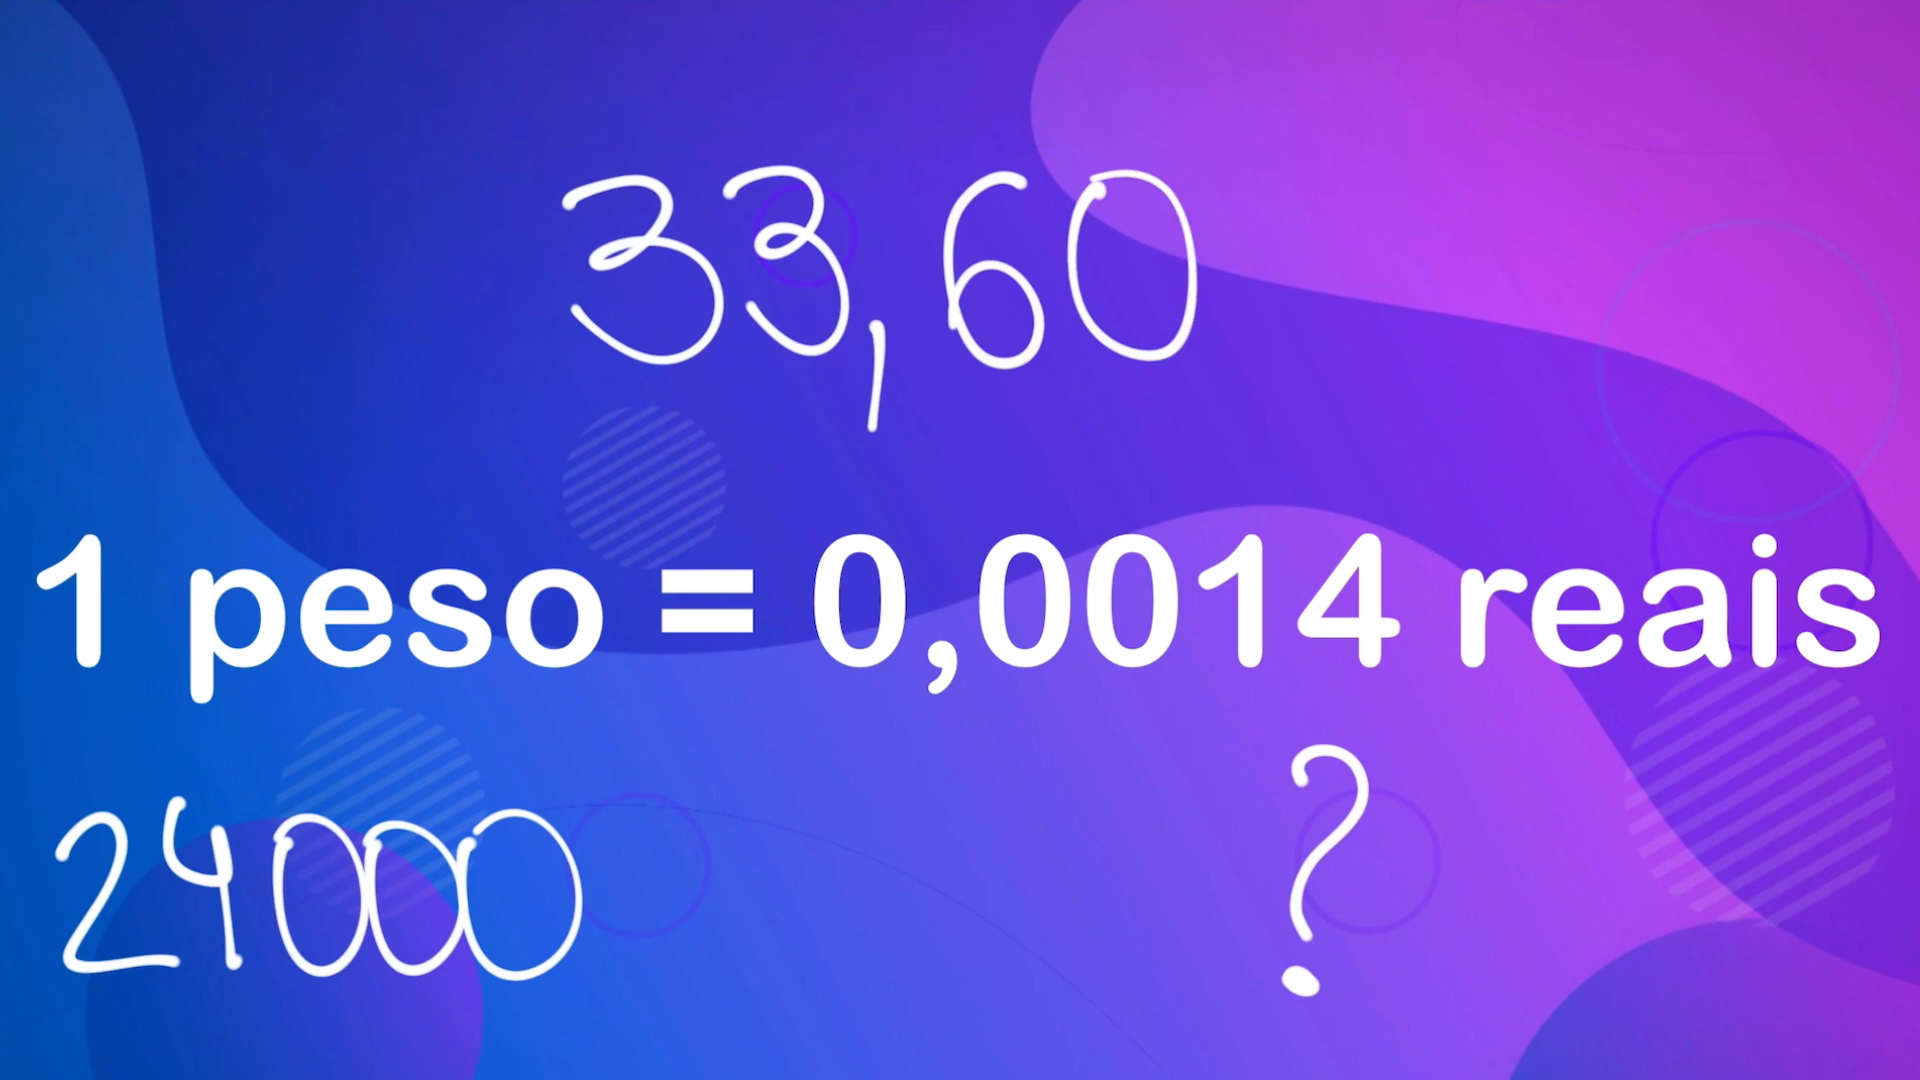 33,60
1 peso = 0,0014 reais
24000 ?